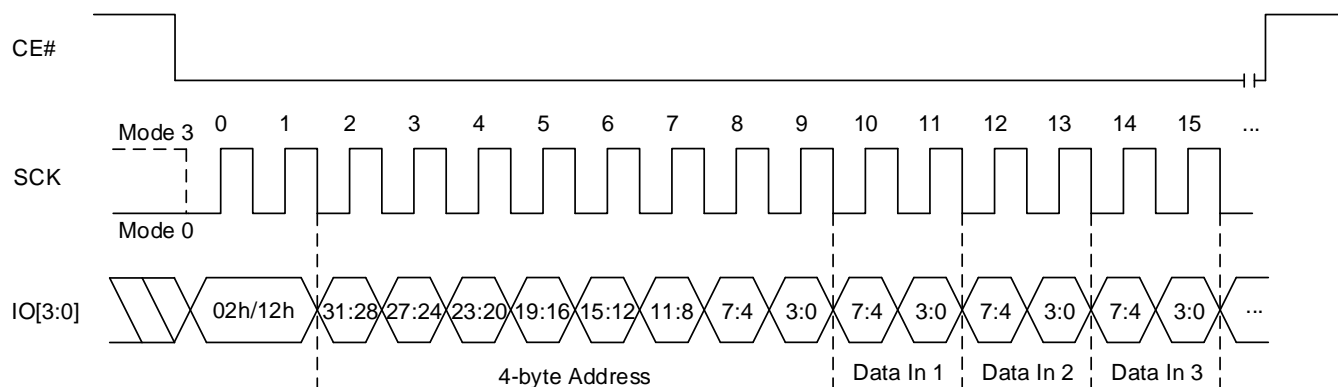 CE#
0 1 2 3 4 5 6 7 8 9 10 11 12 13 14 15 ...
Mode 3
SCK
Mode 0
IO[3:0] 02h/12h 31:28 27:24 23:20 19:16 15:12 11:8 7:4 3:0 7:4 3:0 7:4 3:0 7:4 3:0 ...
4-byte Address Data In 1 Data In 2 Data In 3